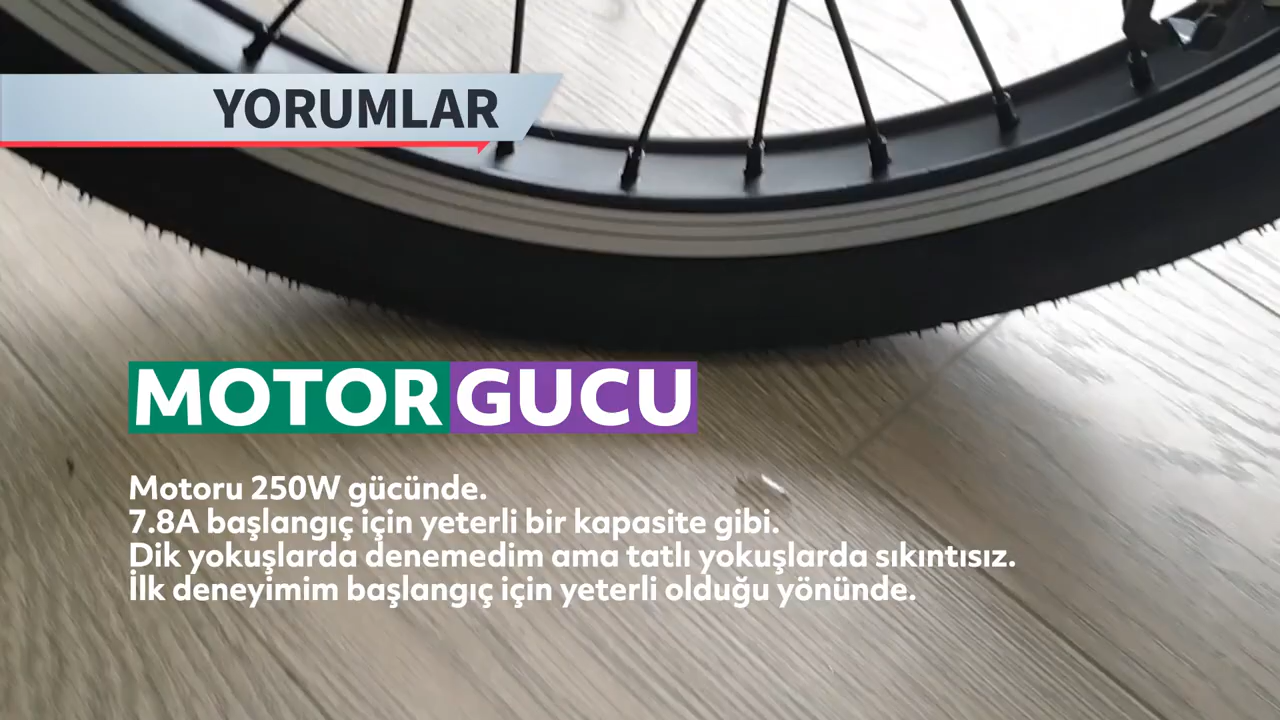 YORUMLAR
MOTOR GUCU
Motoru 250W gücünde.
7.8A başlangıç için yeterli bir kapasite gibi.
Dik yokuşlarda denemedim ama tatlı yokuşlarda sıkıntısız.
İlk deneyimim başlangıç için yeterli olduğu yönünde.